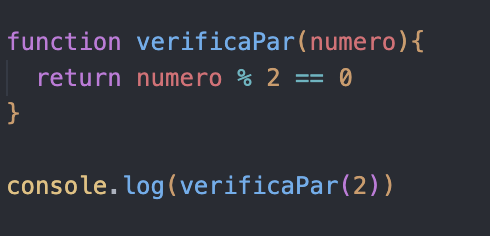 function verificaPar(numero){
  return numero % 2 == 0
}
console.log(verificaPar(2))